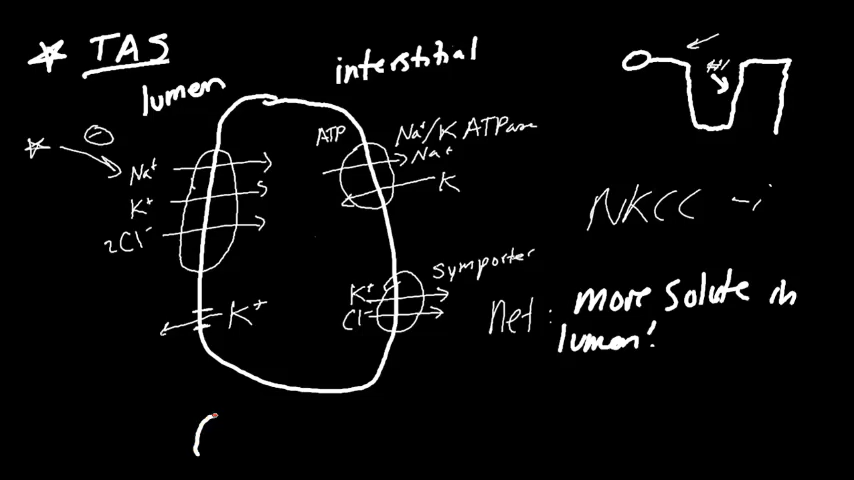 TAS
lumen
interstitial
ATP
Na+/K ATPase
Na+
K
Na+
K+
2Cl-
NKCC -i
symporter
K+
Cl-
K+
Net: more solute in
lumen!